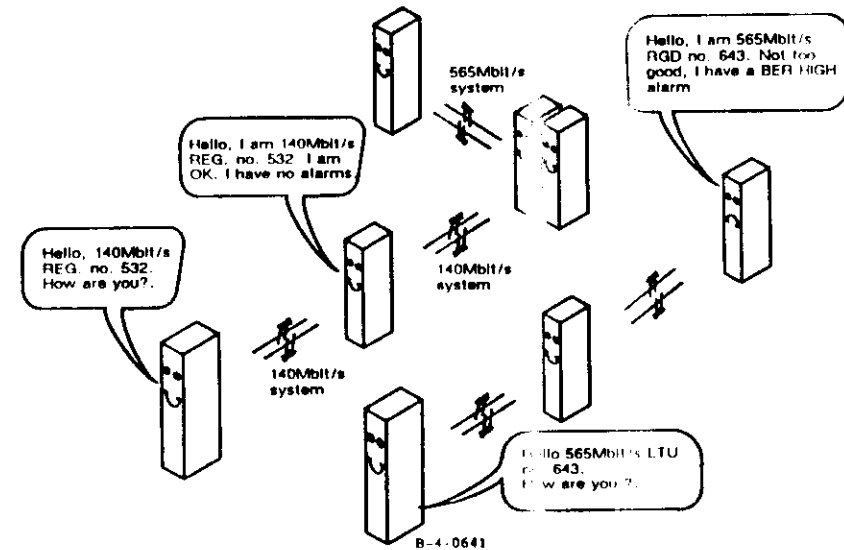 Hello, I am 565Mbit/s
RGD no. 643. Not too
good, I have a BER HIGH
alarm
565Mbit/s
system
Hello, I am 140Mbit/s
REG. no. 532 I am
OK. I have no alarms
Hello, 140Mbit/s
REG. no. 532.
How are you?.
140Mbit/s
system
140Mbit/s
system
565Mbit/s LTU
643.
are you ?.
B-4-0641